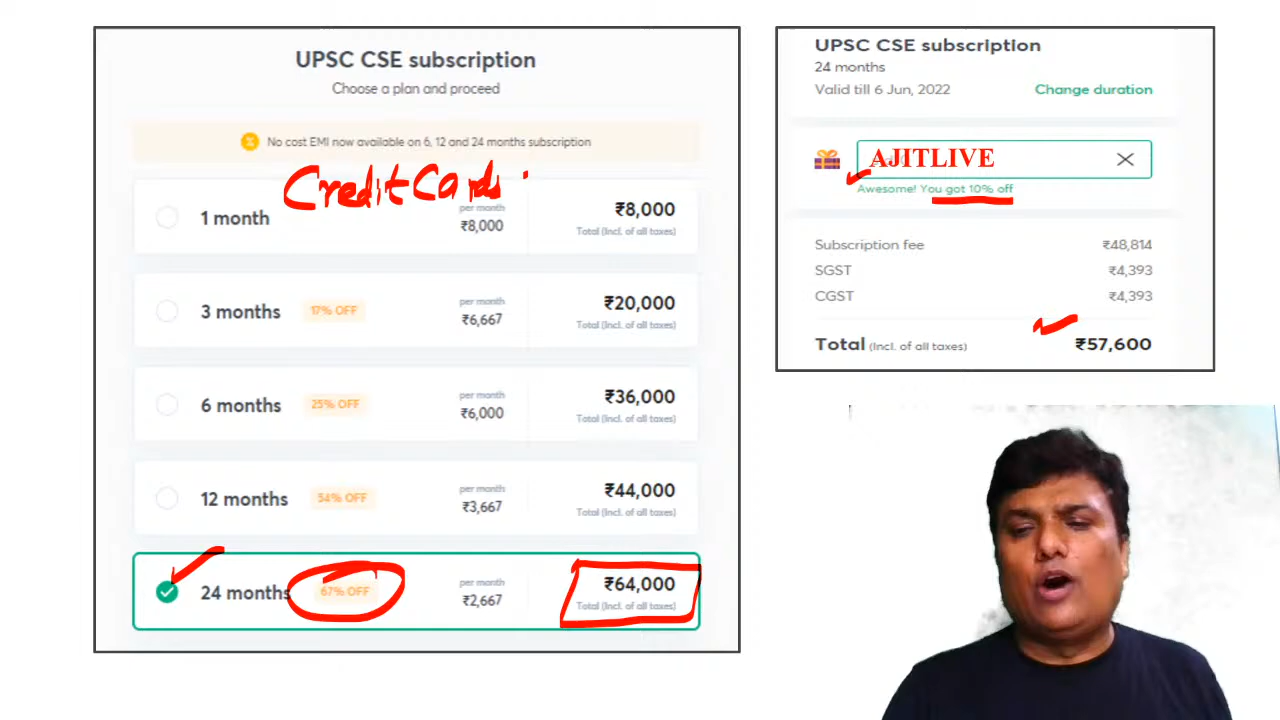 UPSC CSE subscription
Choose a plan and proceed
No cost EMI now available on 6, 12 and 24 months subscription
Credit Cards
1 month
per month
₹8,000
₹8,000
Total (Incl. of all taxes)
3 months
17% OFF
per month
₹6,667
₹20,000
Total (Incl. of all taxes)
6 months
25% OFF
per month
₹6,000
₹36,000
Total (Incl. of all taxes)
12 months
54% OFF
per month
₹3,667
₹44,000
Total (Incl. of all taxes)
24 months
67% OFF
per month
₹2,667
₹64,000
Total (Incl. of all taxes)
UPSC CSE subscription
24 months
Valid till 6 Jun, 2022
Change duration
AJITLIVE
Awesome! You got 10% off
Subscription fee ₹48,814
SGST ₹4,393
CGST ₹4,393
Total (Incl. of all taxes) ₹57,600